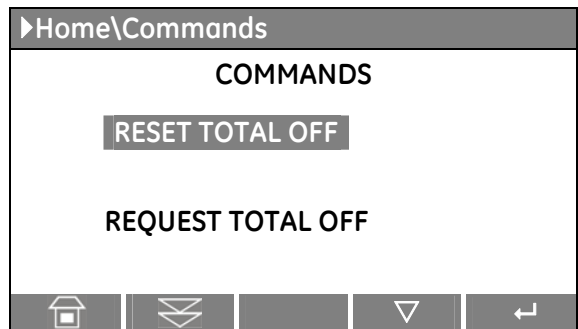 Home\Commands
COMMANDS
RESET TOTAL OFF
REQUEST TOTAL OFF